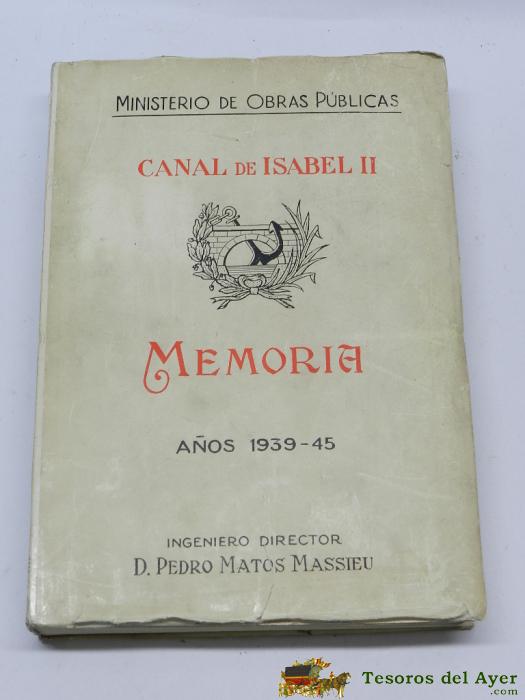 MINISTERIO DE OBRAS PÚBLICAS
CANAL DE ISABEL II
MEMORIA
AÑOS 1939-45
INGENIERO DIRECTOR
D. PEDRO MATOS MASSIEU
Tesoros del Ayer
.com